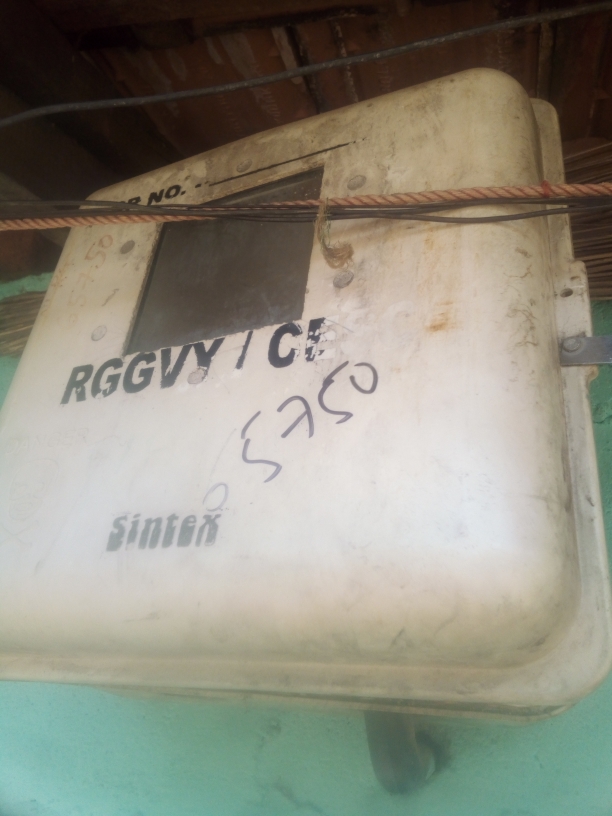 NO.
RGGVY / CE
5750
sintex